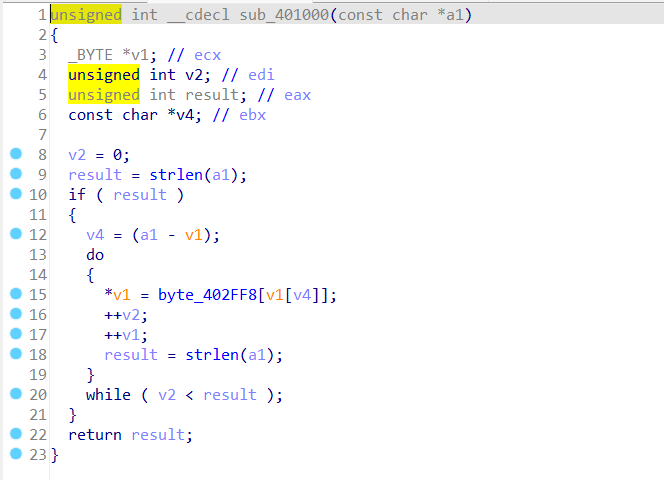 1 unsigned int __cdecl sub_401000(const char *a1)
2 {
3   _BYTE *v1; // ecx
4   unsigned int v2; // edi
5   unsigned int result; // eax
6   const char *v4; // ebx
7
8   v2 = 0;
9   result = strlen(a1);
10   if ( result )
11   {
12     v4 = (a1 - v1);
13     do
14     {
15       *v1 = byte_402FF8[v1[v4]];
16       ++v2;
17       ++v1;
18       result = strlen(a1);
19     }
20     while ( v2 < result );
21   }
22   return result;
23 }